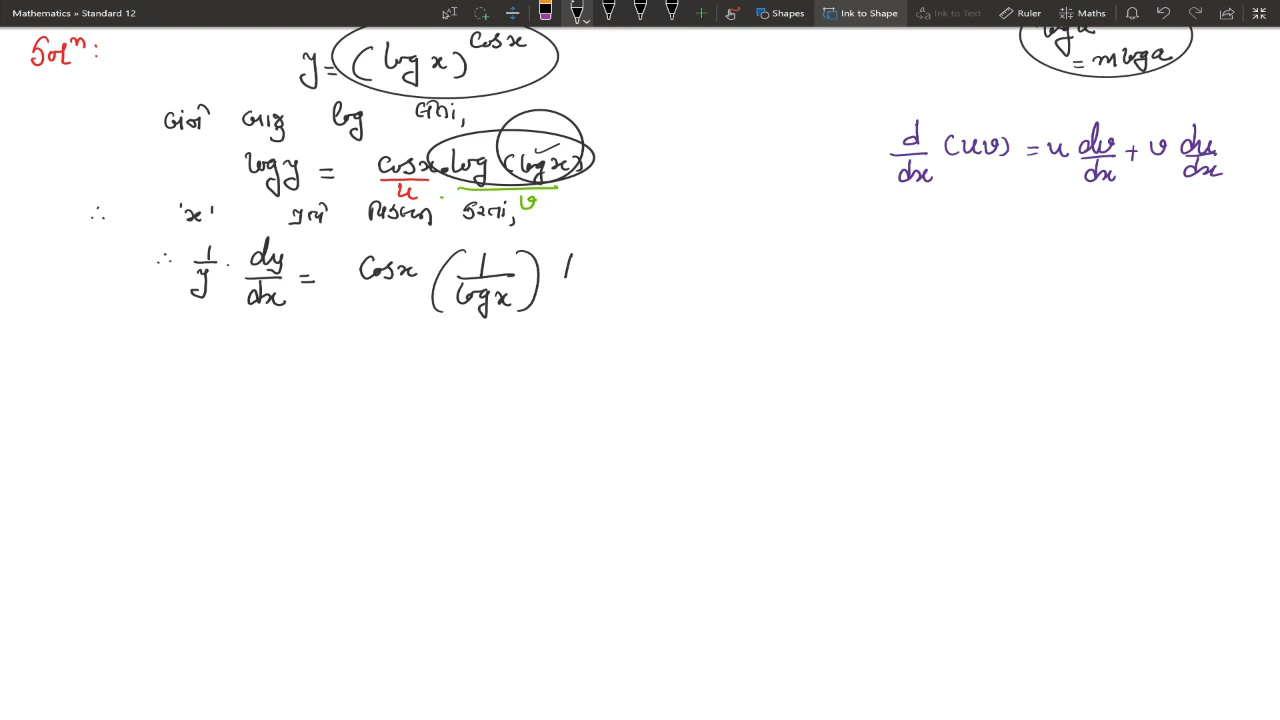 Mathematics » Standard 12
Shapes Ink to Shape Ink to Text Ruler Maths
Solⁿ :
y = (log x)^cos x
= m log a
બંને બાજુ log લેતાં,
log y = cos x . log (log x)
u v
d/dx (uv) = u dv/dx + v du/dx
∴ 'x' પ્રત્યે વિકલન કરતાં,
∴ 1/y . dy/dx = cos x (1/log x)